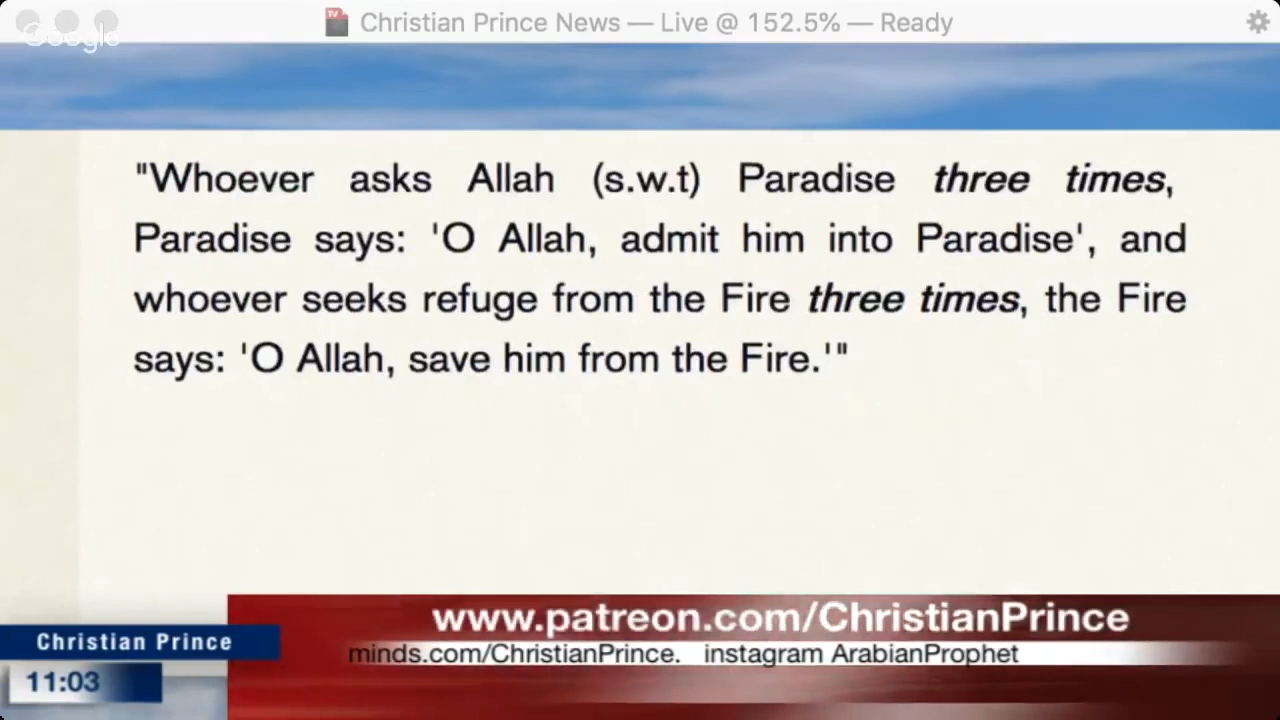 Christian Prince News — Live @ 152.5% — Ready
Google
"Whoever asks Allah (s.w.t) Paradise three times,
Paradise says: 'O Allah, admit him into Paradise', and
whoever seeks refuge from the Fire three times, the Fire
says: 'O Allah, save him from the Fire.'"
www.patreon.com/ChristianPrince
Christian Prince
minds.com/ChristianPrince. instagram ArabianProphet
11:03